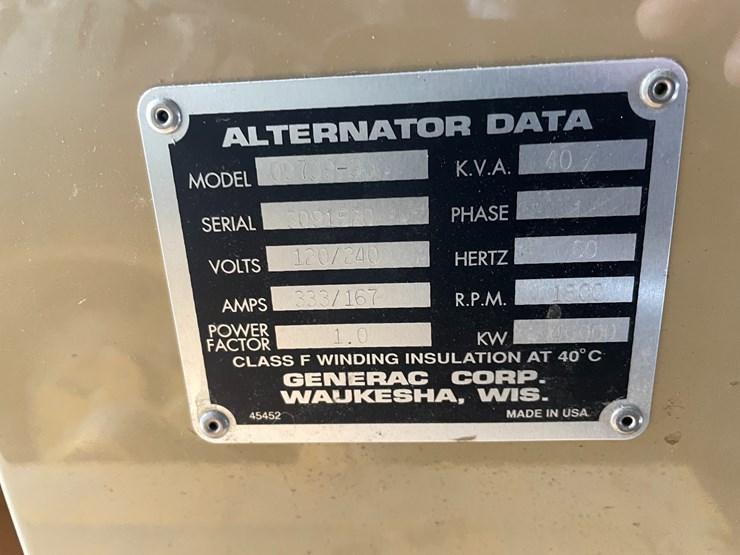 ALTERNATOR DATA
MODEL
K.V.A. 40
SERIAL
PHASE 1
VOLTS 120/240
HERTZ 60
AMPS 333/167
R.P.M. 1800
POWER FACTOR 1.0
KW
CLASS F WINDING INSULATION AT 40°C
GENERAC CORP.
WAUKESHA, WIS.
45452
MADE IN USA